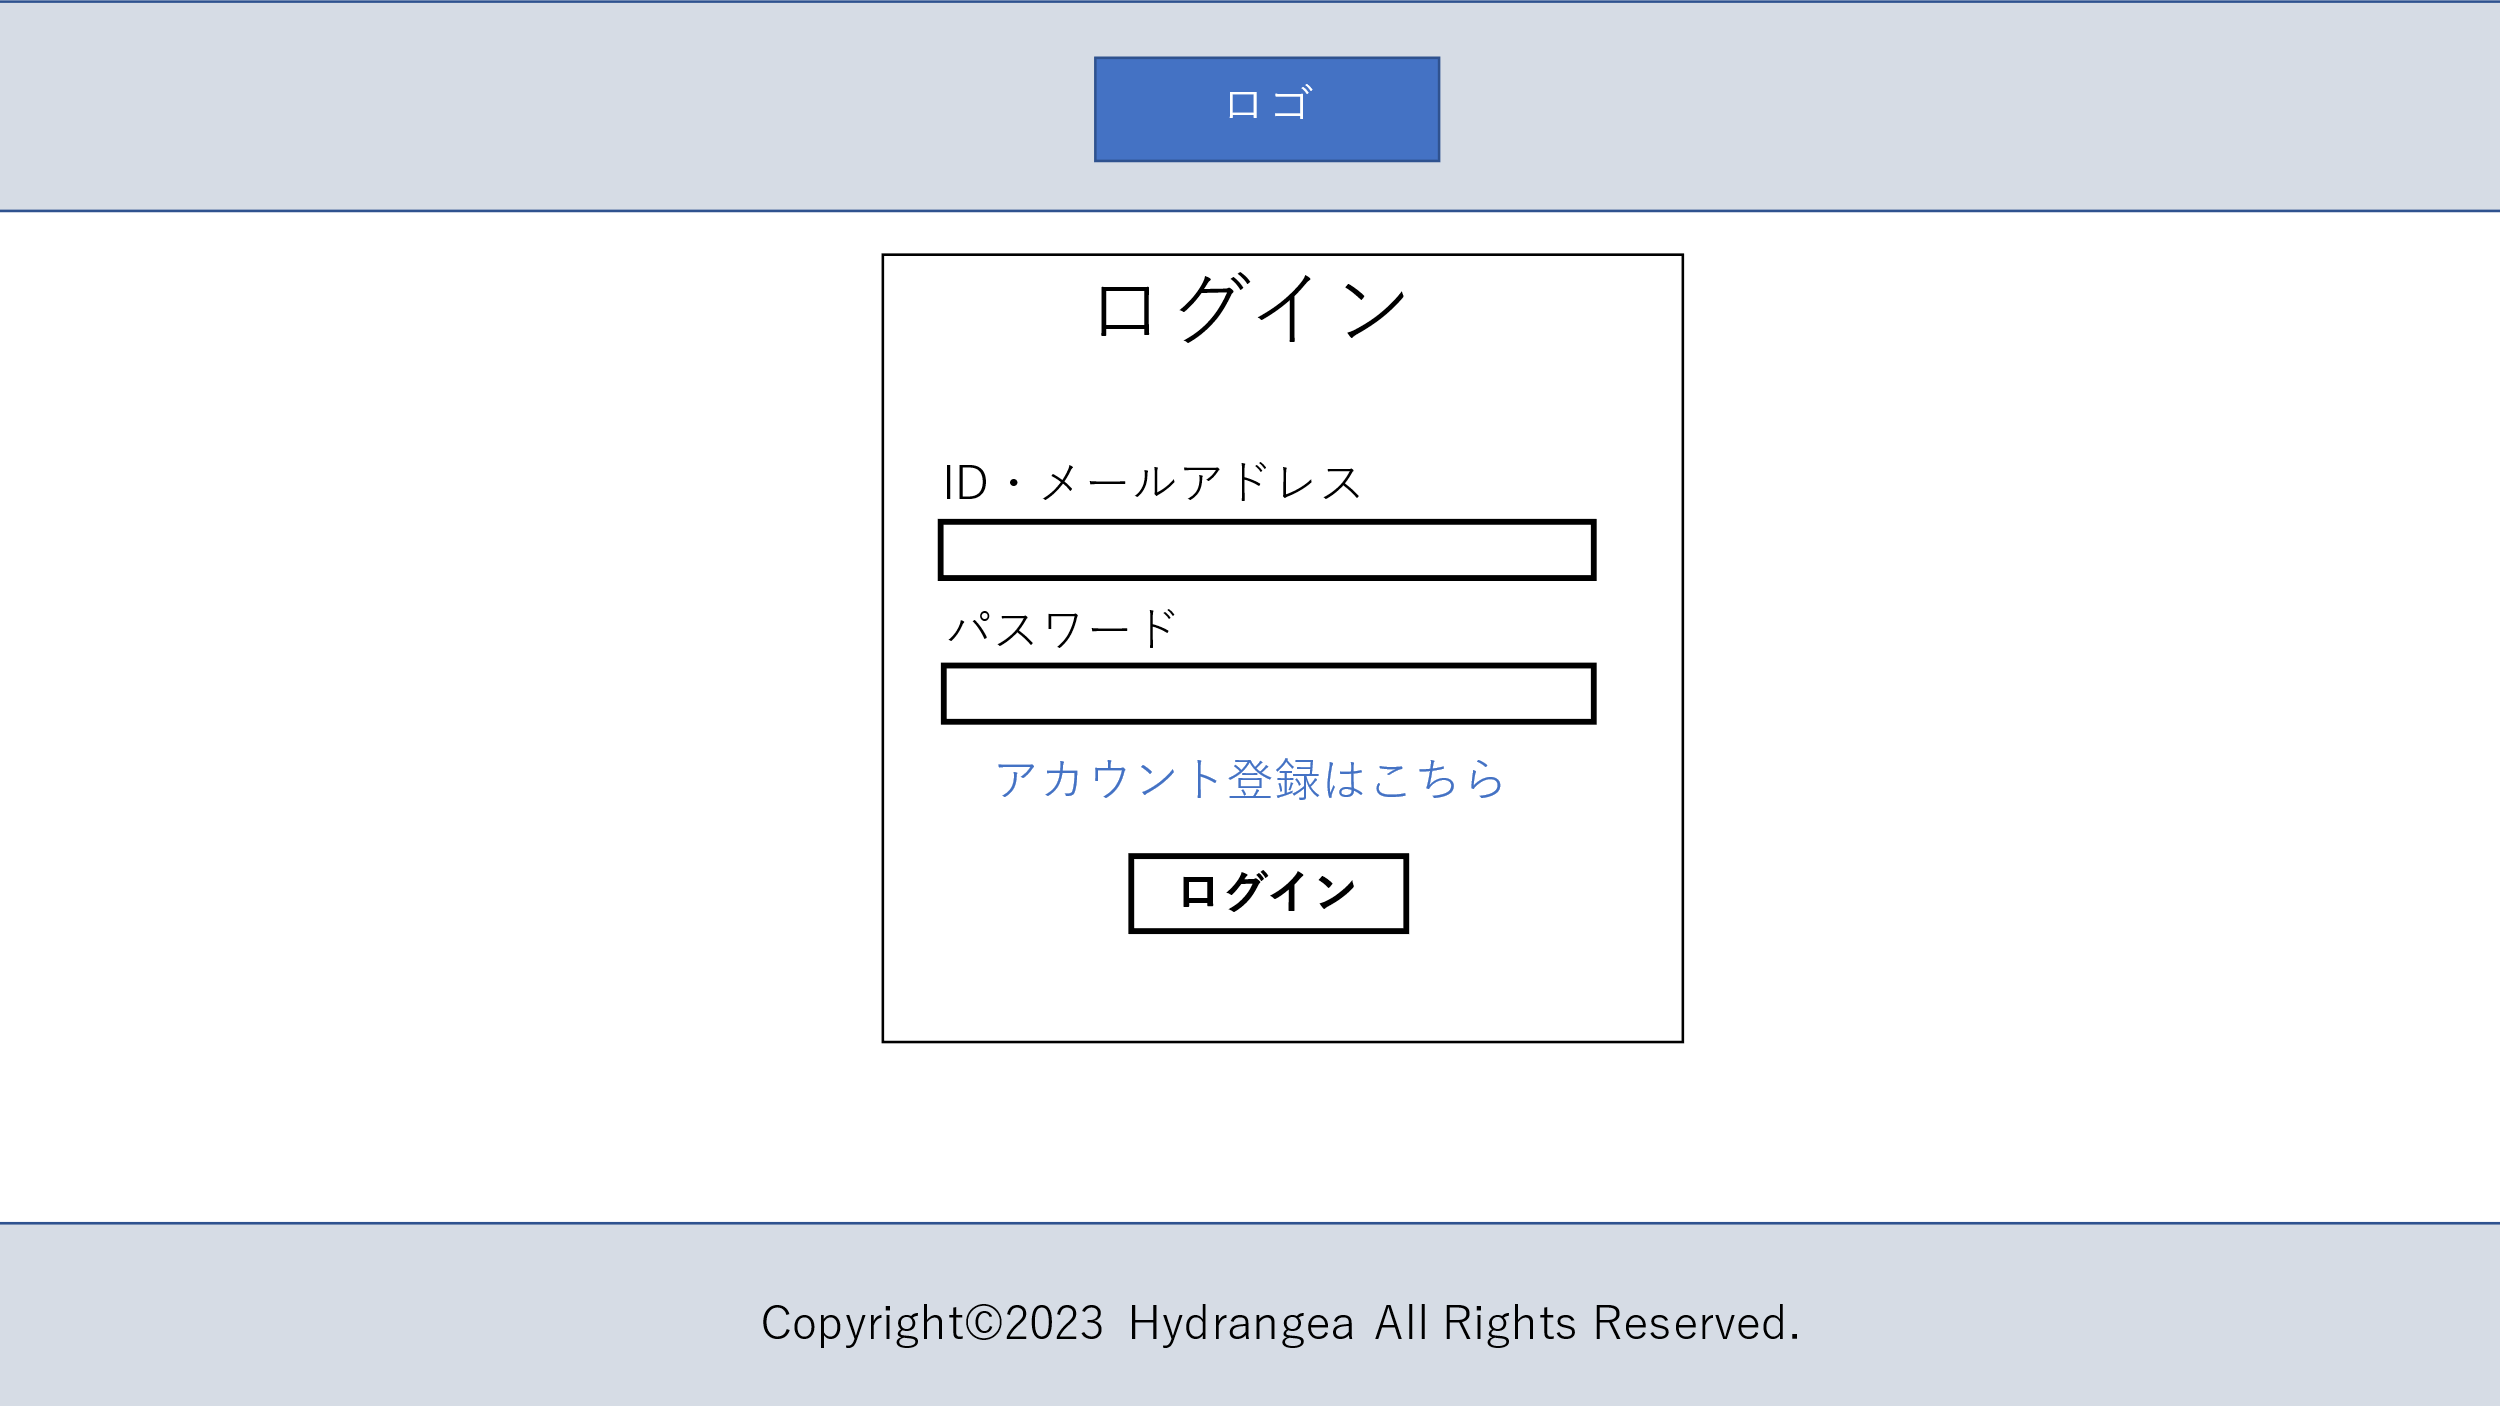 ロゴ
ログイン
ID・メールアドレス
パスワード
アカウント登録はこちら
ログイン
Copyright©2023 Hydrangea All Rights Reserved.